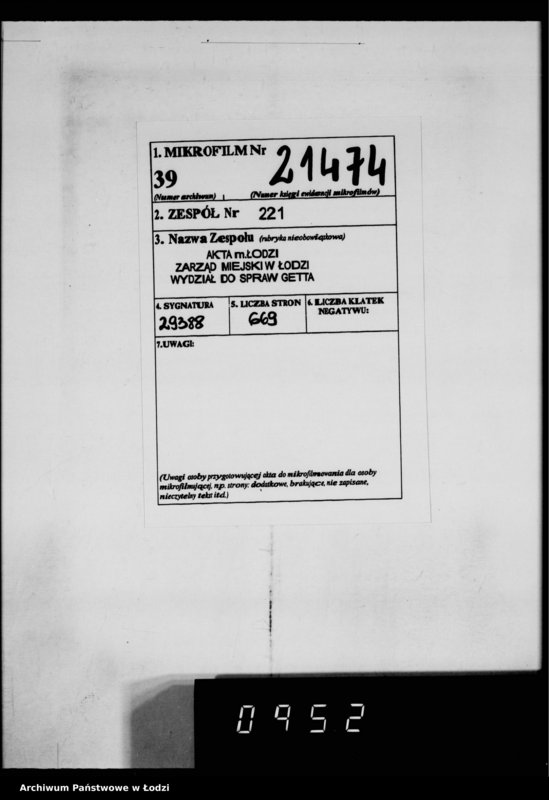 1. MIKROFILM Nr 21474
39
(Numer archiwum) (Numer księgi ewidencji mikrofilmów)
2. ZESPÓŁ Nr 221
3. Nazwa Zespołu (rubryka nieobowiązkowa)
AKTA m.ŁODZI
ZARZĄD MIEJSKI W ŁODZI
WYDZIAŁ DO SPRAW GETTA
4. SYGNATURA 5. LICZBA STRON 6. ILICZBA KLATEK
NEGATYWU:
29388 669
7.UWAGI:
(Uwagi osoby przygotowującej akta do mikrofilmowania dla osoby
mikrofilmującej, np. strony: dodatkowe, brakujące, nie zapisane,
nieczytelny tekst itd.)
0952
Archiwum Państwowe w Łodzi